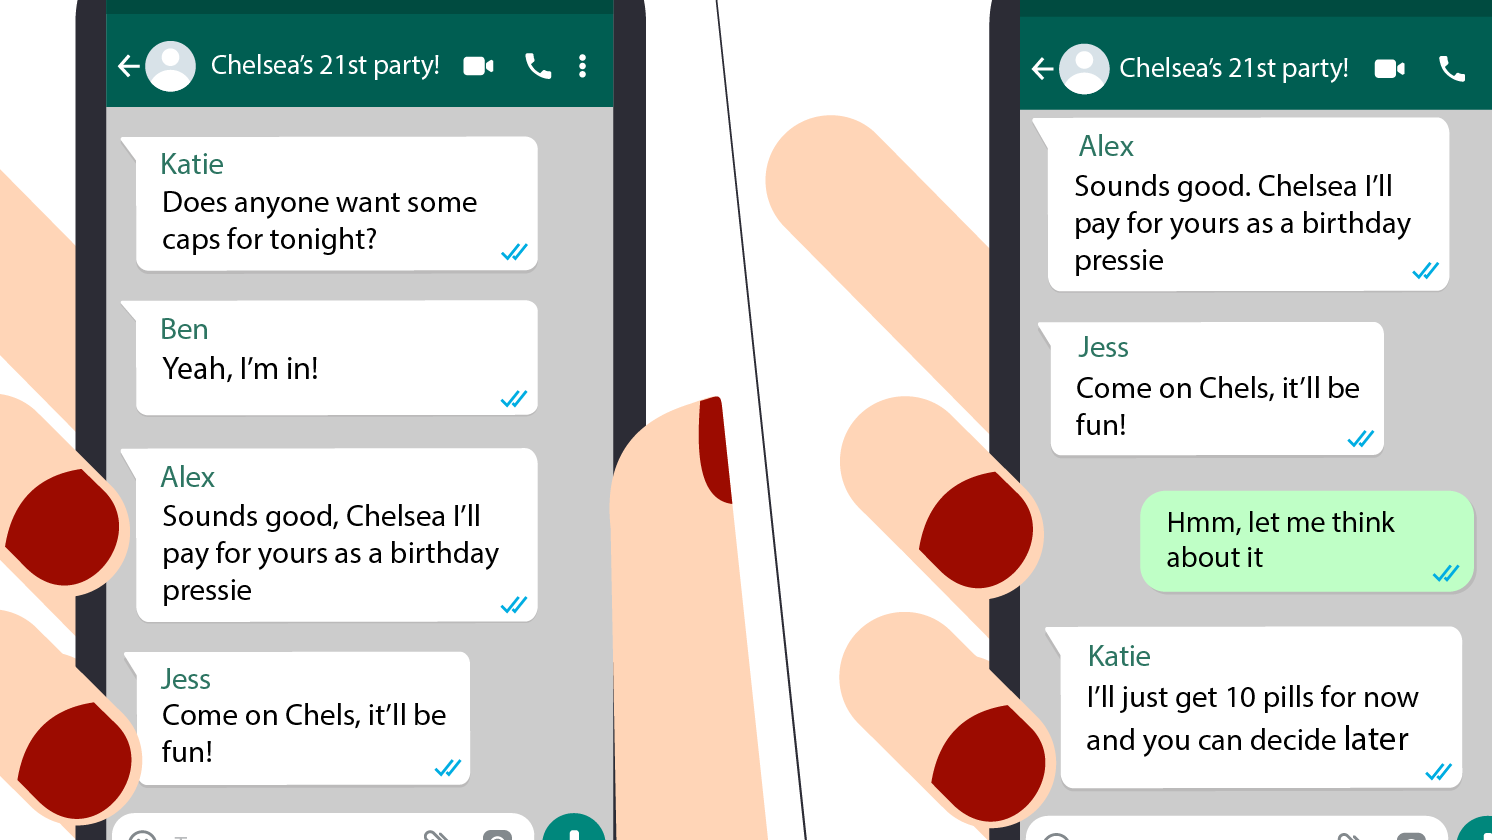 Chelsea’s 21st party!
Katie
Does anyone want some
caps for tonight?
Ben
Yeah, I’m in!
Alex
Sounds good, Chelsea I’ll
pay for yours as a birthday
pressie
Jess
Come on Chels, it’ll be
fun!
Chelsea’s 21st party!
Alex
Sounds good. Chelsea I’ll
pay for yours as a birthday
pressie
Jess
Come on Chels, it’ll be
fun!
Hmm, let me think
about it
Katie
I’ll just get 10 pills for now
and you can decide later